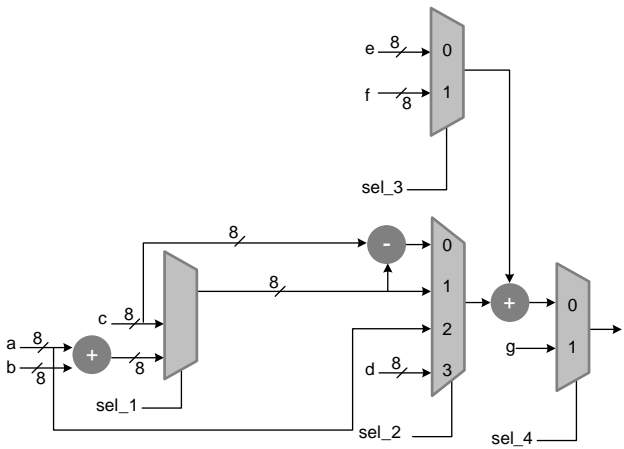 e 8 0
f 8 1
sel_3
8 - 0
8 1
c 8
a 8 2
b 8 + 8
d 8 3
+ 0
g 1
sel_1
sel_2
sel_4